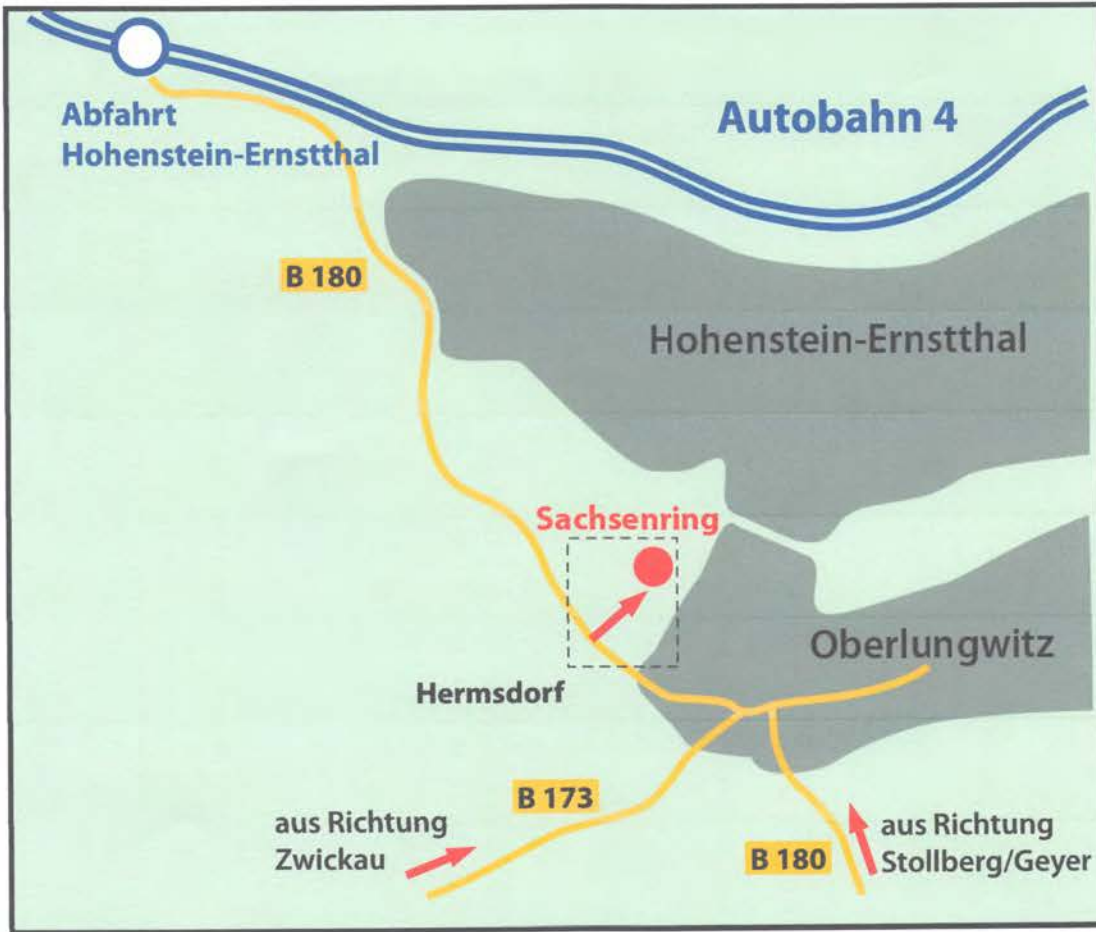 Abfahrt
Hohenstein-Ernstthal
Autobahn 4
B 180
Hohenstein-Ernstthal
Sachsenring
Oberlungwitz
Hermsdorf
B 173
aus Richtung
Zwickau
B 180
aus Richtung
Stollberg/Geyer